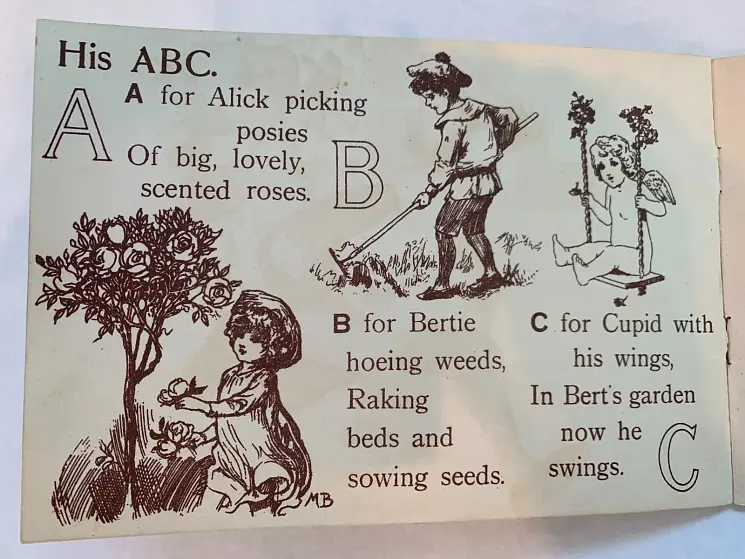 His ABC.
A
A for Alick picking
posies
Of big, lovely,
scented roses.
B
B for Bertie
hoeing weeds,
Raking
beds and
sowing seeds.
C for Cupid with
his wings,
In Bert's garden
now he
swings.
C
MB